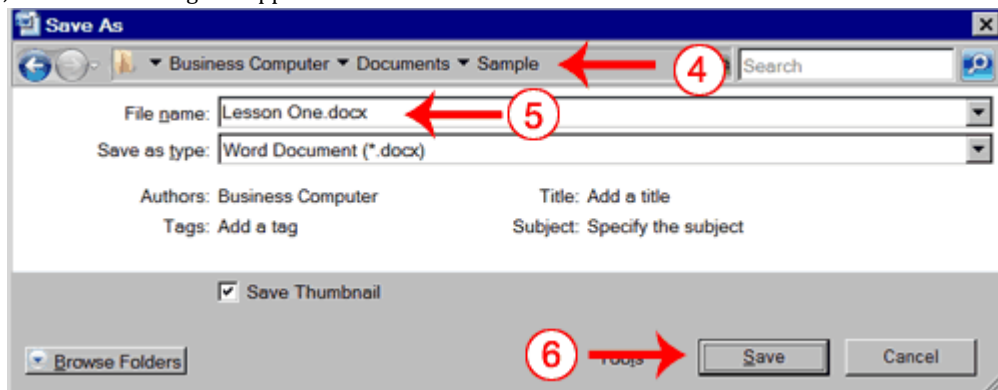 Save As
Business Computer Documents Sample 4 Search
File name: Lesson One.docx 5
Save as type: Word Document (*.docx)
Authors: Business Computer Title: Add a title
Tags: Add a tag Subject: Specify the subject
Save Thumbnail
Browse Folders 6 Tools Save Cancel